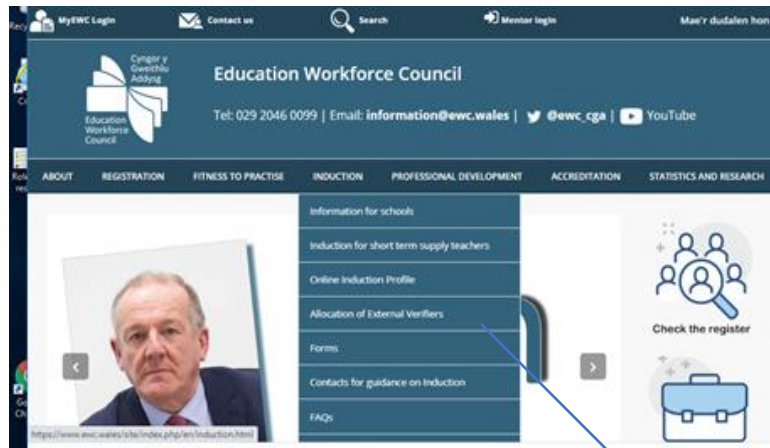 MyEWC Login Contact us Search Mentor login Mae'r dudalen hon
Cyngor y
Gweithlu
Addysg
Education
Workforce
Council
Education Workforce Council
Tel: 029 2046 0099 | Email: information@ewc.wales | @ewc_cga | YouTube
ABOUT REGISTRATION FITNESS TO PRACTISE INDUCTION PROFESSIONAL DEVELOPMENT ACCREDITATION STATISTICS AND RESEARCH
Information for schools
Induction for short term supply teachers
Online Induction Profile
Allocation of External Verifiers
Forms
Contacts for guidance on Induction
FAQs
Check the register
https://www.ewc.wales/site/index.php/en/induction.html